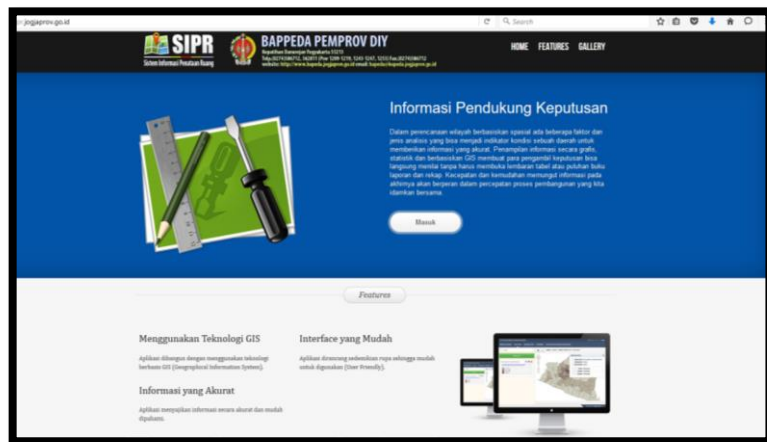 jogjaprov.go.id
Search
SIPR
Sistem Informasi Penataan Ruang
BAPPEDA PEMPROV DIY
Kepatihan Danurejan Yogyakarta 55213
HOME FEATURES GALLERY
Informasi Pendukung Keputusan
Dalam perencanaan wilayah berbasiskan spasial ada beberapa faktor dan
jenis analisis yang bisa menjadi indikator kondisi sebuah daerah untuk
memberikan informasi yang akurat. Penampilan informasi secara grafis,
statistik dan berbasiskan GIS membuat para pengambil keputusan bisa
langsung menilai tanpa harus membuka lembaran tabel atau puluhan buku
laporan dan rekap. Kecepatan dan kemudahan memungut informasi pada
akhirnya akan berperan dalam percepatan proses pembangunan yang kita
idamkan bersama.
Masuk
Features
Menggunakan Teknologi GIS
Aplikasi dibangun dengan menggunakan teknologi
berbasis GIS (Geographical Information System).
Interface yang Mudah
Aplikasi dirancang sedemikian rupa sehingga mudah
untuk digunakan (User Friendly).
Informasi yang Akurat
Aplikasi menyajikan informasi secara akurat dan mudah
dipahami.